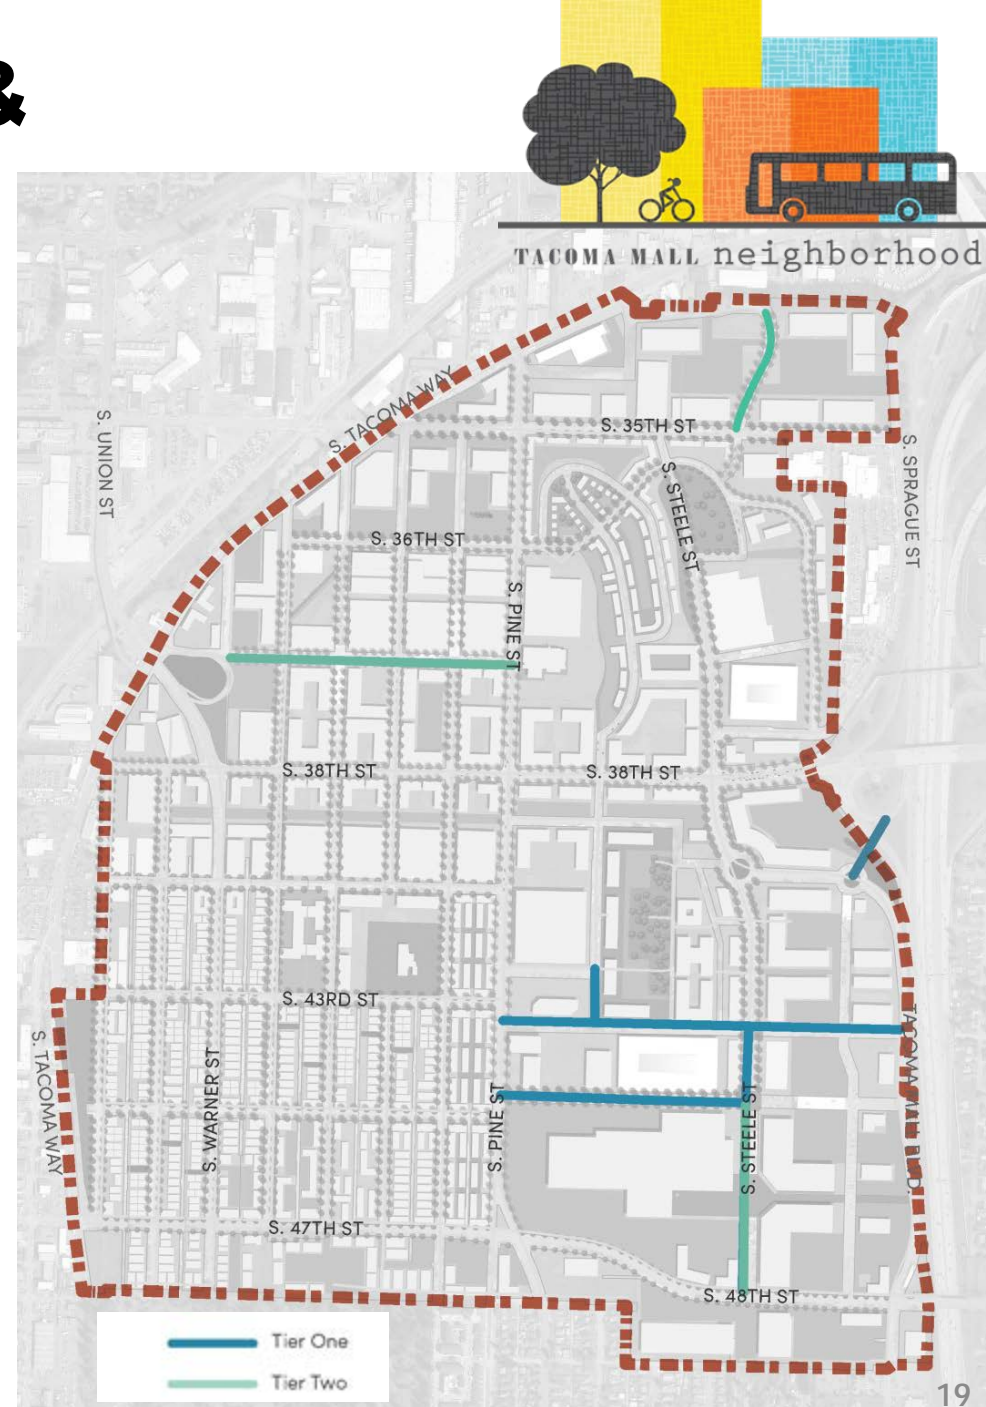 &
TACOMA MALL neighborhood
S. TACOMA WAY
S. UNION ST
S. 35TH ST
S. SPRAGUE ST
S. STEELE ST
S. 36TH ST
S. PINE ST
S. 38TH ST
S. 38TH ST
S. 43RD ST
S. TACOMA WAY
S. WARNER ST
S. PINE ST
S. STEELE ST
TACOMA MALL BLVD.
S. 47TH ST
S. 48TH ST
Tier One
Tier Two
19